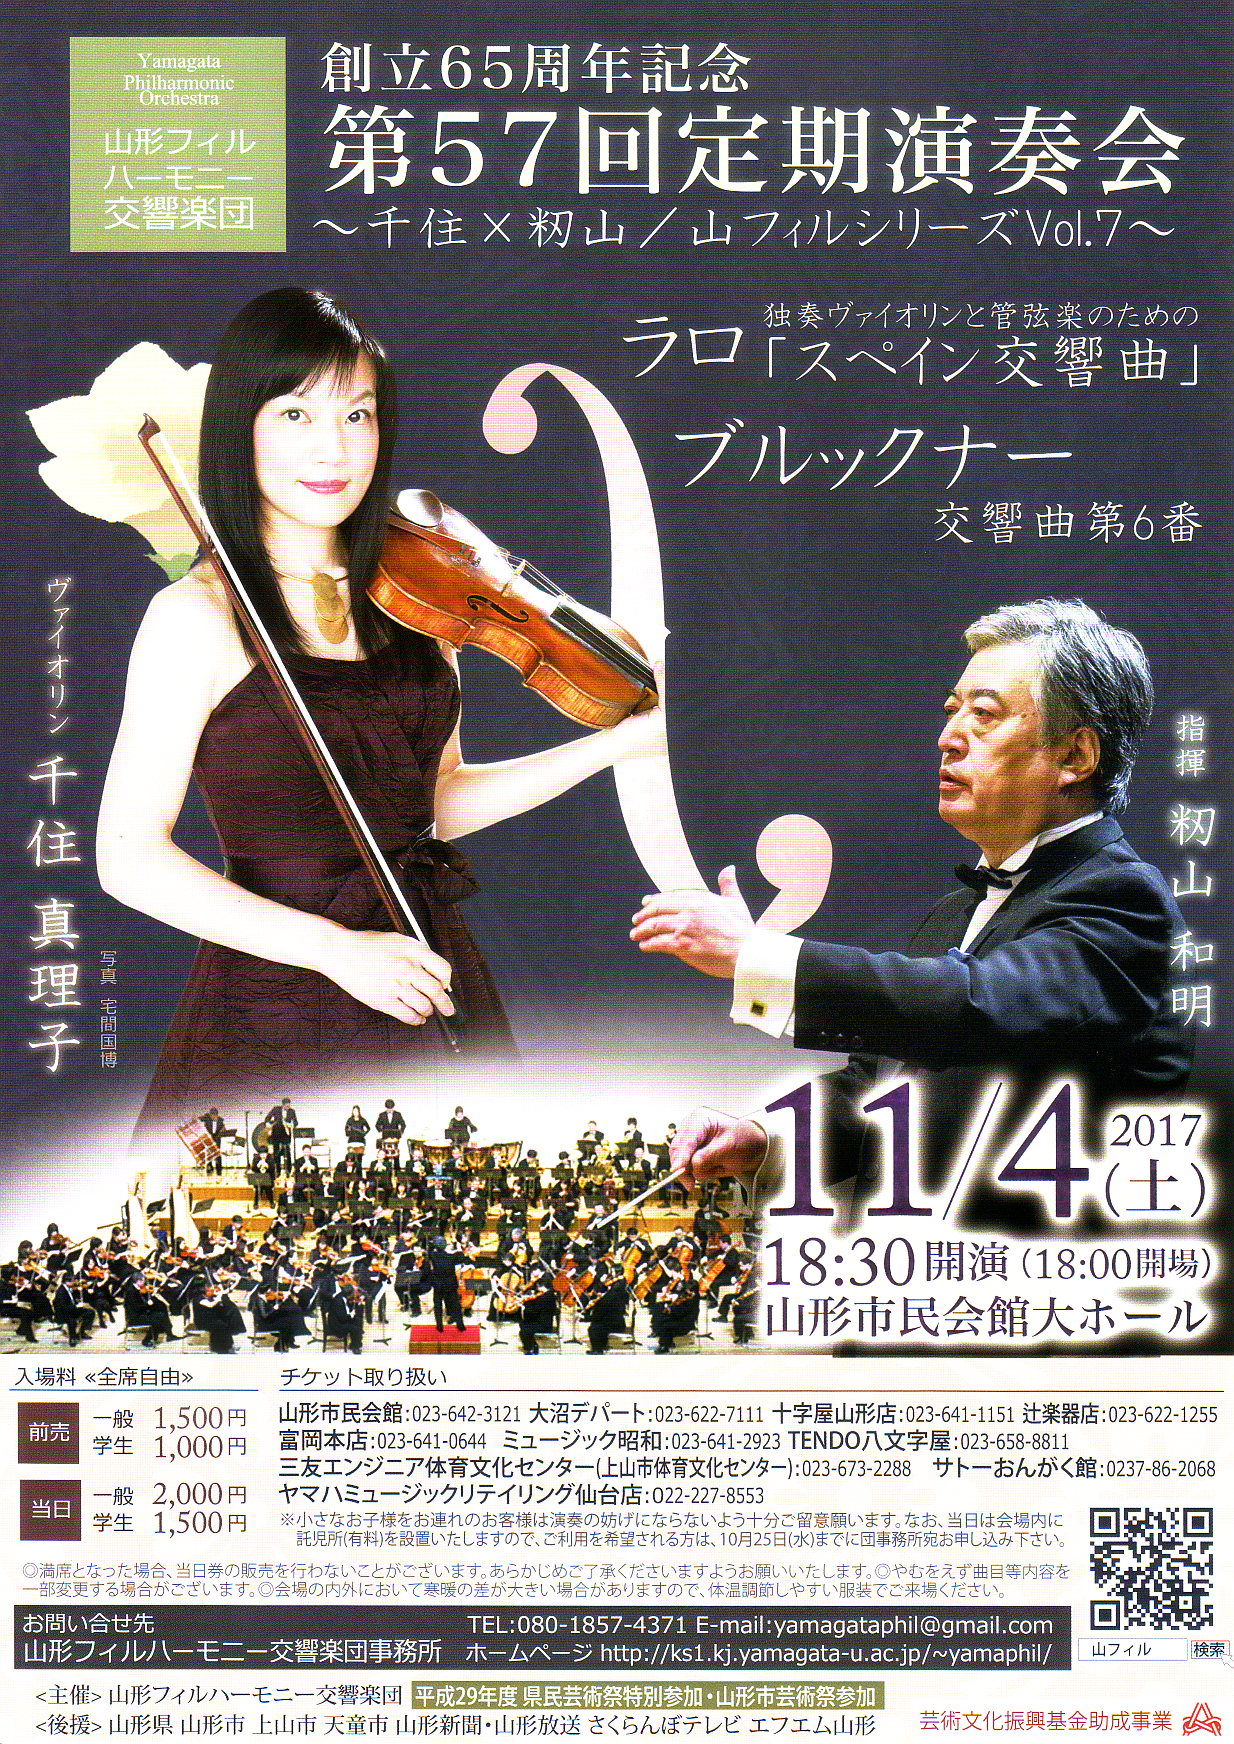 Yamagata
Philharmonic
Orchestra
山形フィル
ハーモニー
交響楽団
創立65周年記念
第57回定期演奏会
～千住×籾山／山フィルシリーズVol.7～
ラロ
独奏ヴァイオリンと管弦楽のための
「スペイン交響曲」
ブルックナー
交響曲第6番
ヴァイオリン 千住 真理子
写真 宅間国博
指揮 籾山 和明
11/4
2017
(土)
18:30開演(18:00開場)
山形市民会館大ホール
入場料 «全席自由»
前売
一般 1,500円
学生 1,000円
当日
一般 2,000円
学生 1,500円
チケット取り扱い
山形市民会館:023-642-3121 大沼デパート:023-622-7111 十字屋山形店:023-641-1151 辻楽器店:023-622-1255
富岡本店:023-641-0644 ミュージック昭和:023-641-2923 TENDO八文字屋:023-658-8811
三友エンジニア体育文化センター(上山市体育文化センター):023-673-2288 サトーおんがく館:0237-86-2068
ヤマハミュージックリテイリング仙台店:022-227-8553
※小さなお子様をお連れのお客様は演奏の妨げにならないよう十分ご留意願います。なお、当日は会場内に
託児所(有料)を設置いたしますので、ご利用を希望される方は、10月25日(水)までに団事務所宛お申し込み下さい。
◎満席となった場合、当日券の販売を行わないことがございます。あらかじめご了承くださいますようお願いいたします。◎やむをえず曲目等内容を
一部変更する場合がございます。◎会場の内外において寒暖の差が大きい場合がありますので、体温調節しやすい服装でご来場ください。
お問い合せ先
TEL:080-1857-4371 E-mail:yamagataphil@gmail.com
山形フィルハーモニー交響楽団事務所 ホームページ http://ks1.kj.yamagata-u.ac.jp/~yamaphil/
山フィル 検索
<主催> 山形フィルハーモニー交響楽団 平成29年度 県民芸術祭特別参加・山形市芸術祭参加
<後援> 山形県 山形市 上山市 天童市 山形新聞・山形放送 さくらんぼテレビ エフエム山形
芸術文化振興基金助成事業